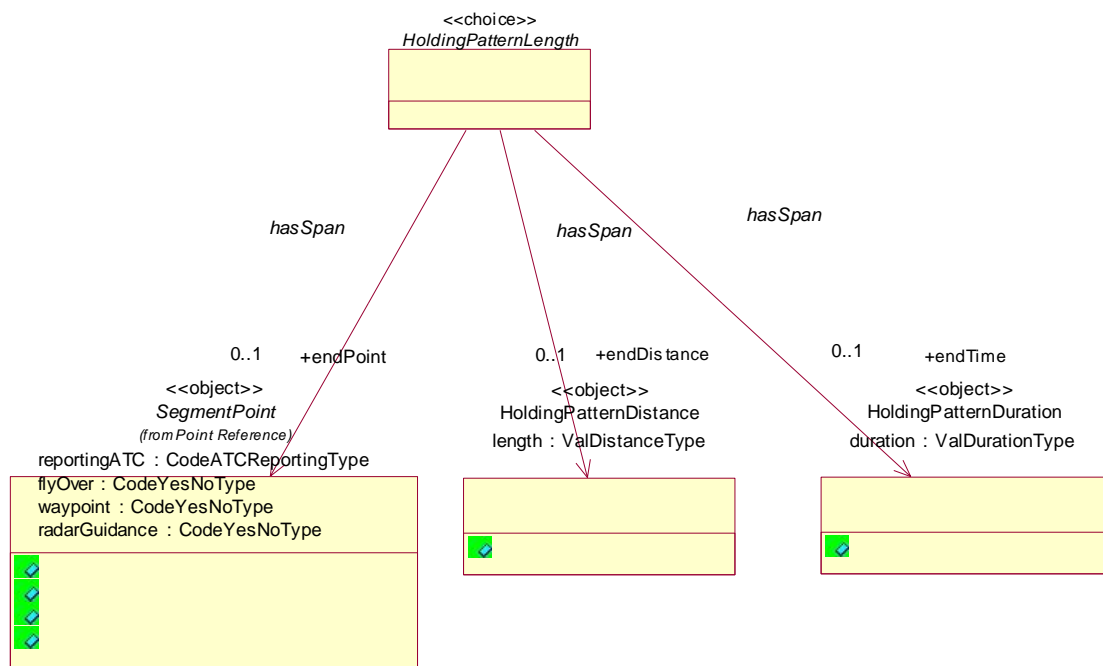 <<choice>>
HoldingPatternLength
hasSpan
hasSpan
hasSpan
0..1
+endPoint
0..1
+endDistance
0..1
+endTime
<<object>>
SegmentPoint
(from Point Reference)
reportingATC : CodeATCReportingType
flyOver : CodeYesNoType
waypoint : CodeYesNoType
radarGuidance : CodeYesNoType
<<object>>
HoldingPatternDistance
length : ValDistanceType
<<object>>
HoldingPatternDuration
duration : ValDurationType